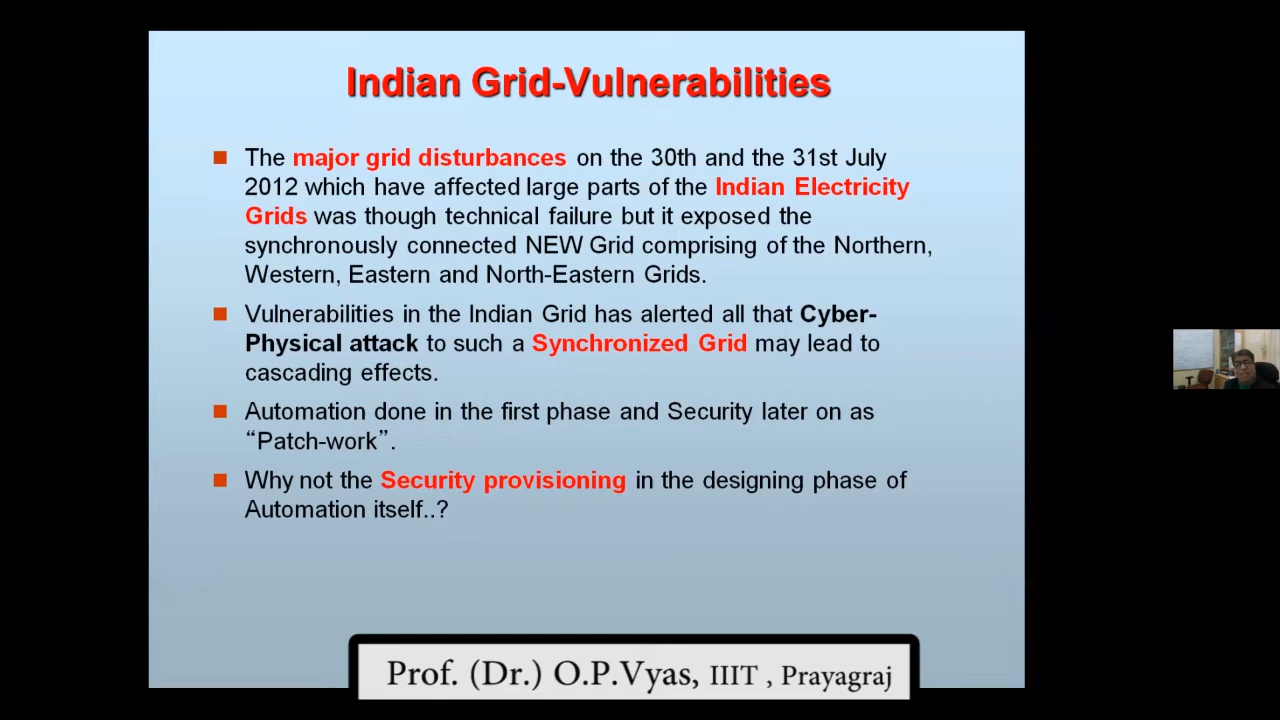 Indian Grid-Vulnerabilities
The major grid disturbances on the 30th and the 31st July
2012 which have affected large parts of the Indian Electricity
Grids was though technical failure but it exposed the
synchronously connected NEW Grid comprising of the Northern,
Western, Eastern and North-Eastern Grids.
Vulnerabilities in the Indian Grid has alerted all that Cyber-
Physical attack to such a Synchronized Grid may lead to
cascading effects.
Automation done in the first phase and Security later on as
“Patch-work”.
Why not the Security provisioning in the designing phase of
Automation itself..?
Prof. (Dr.) O.P.Vyas, IIIT , Prayagraj